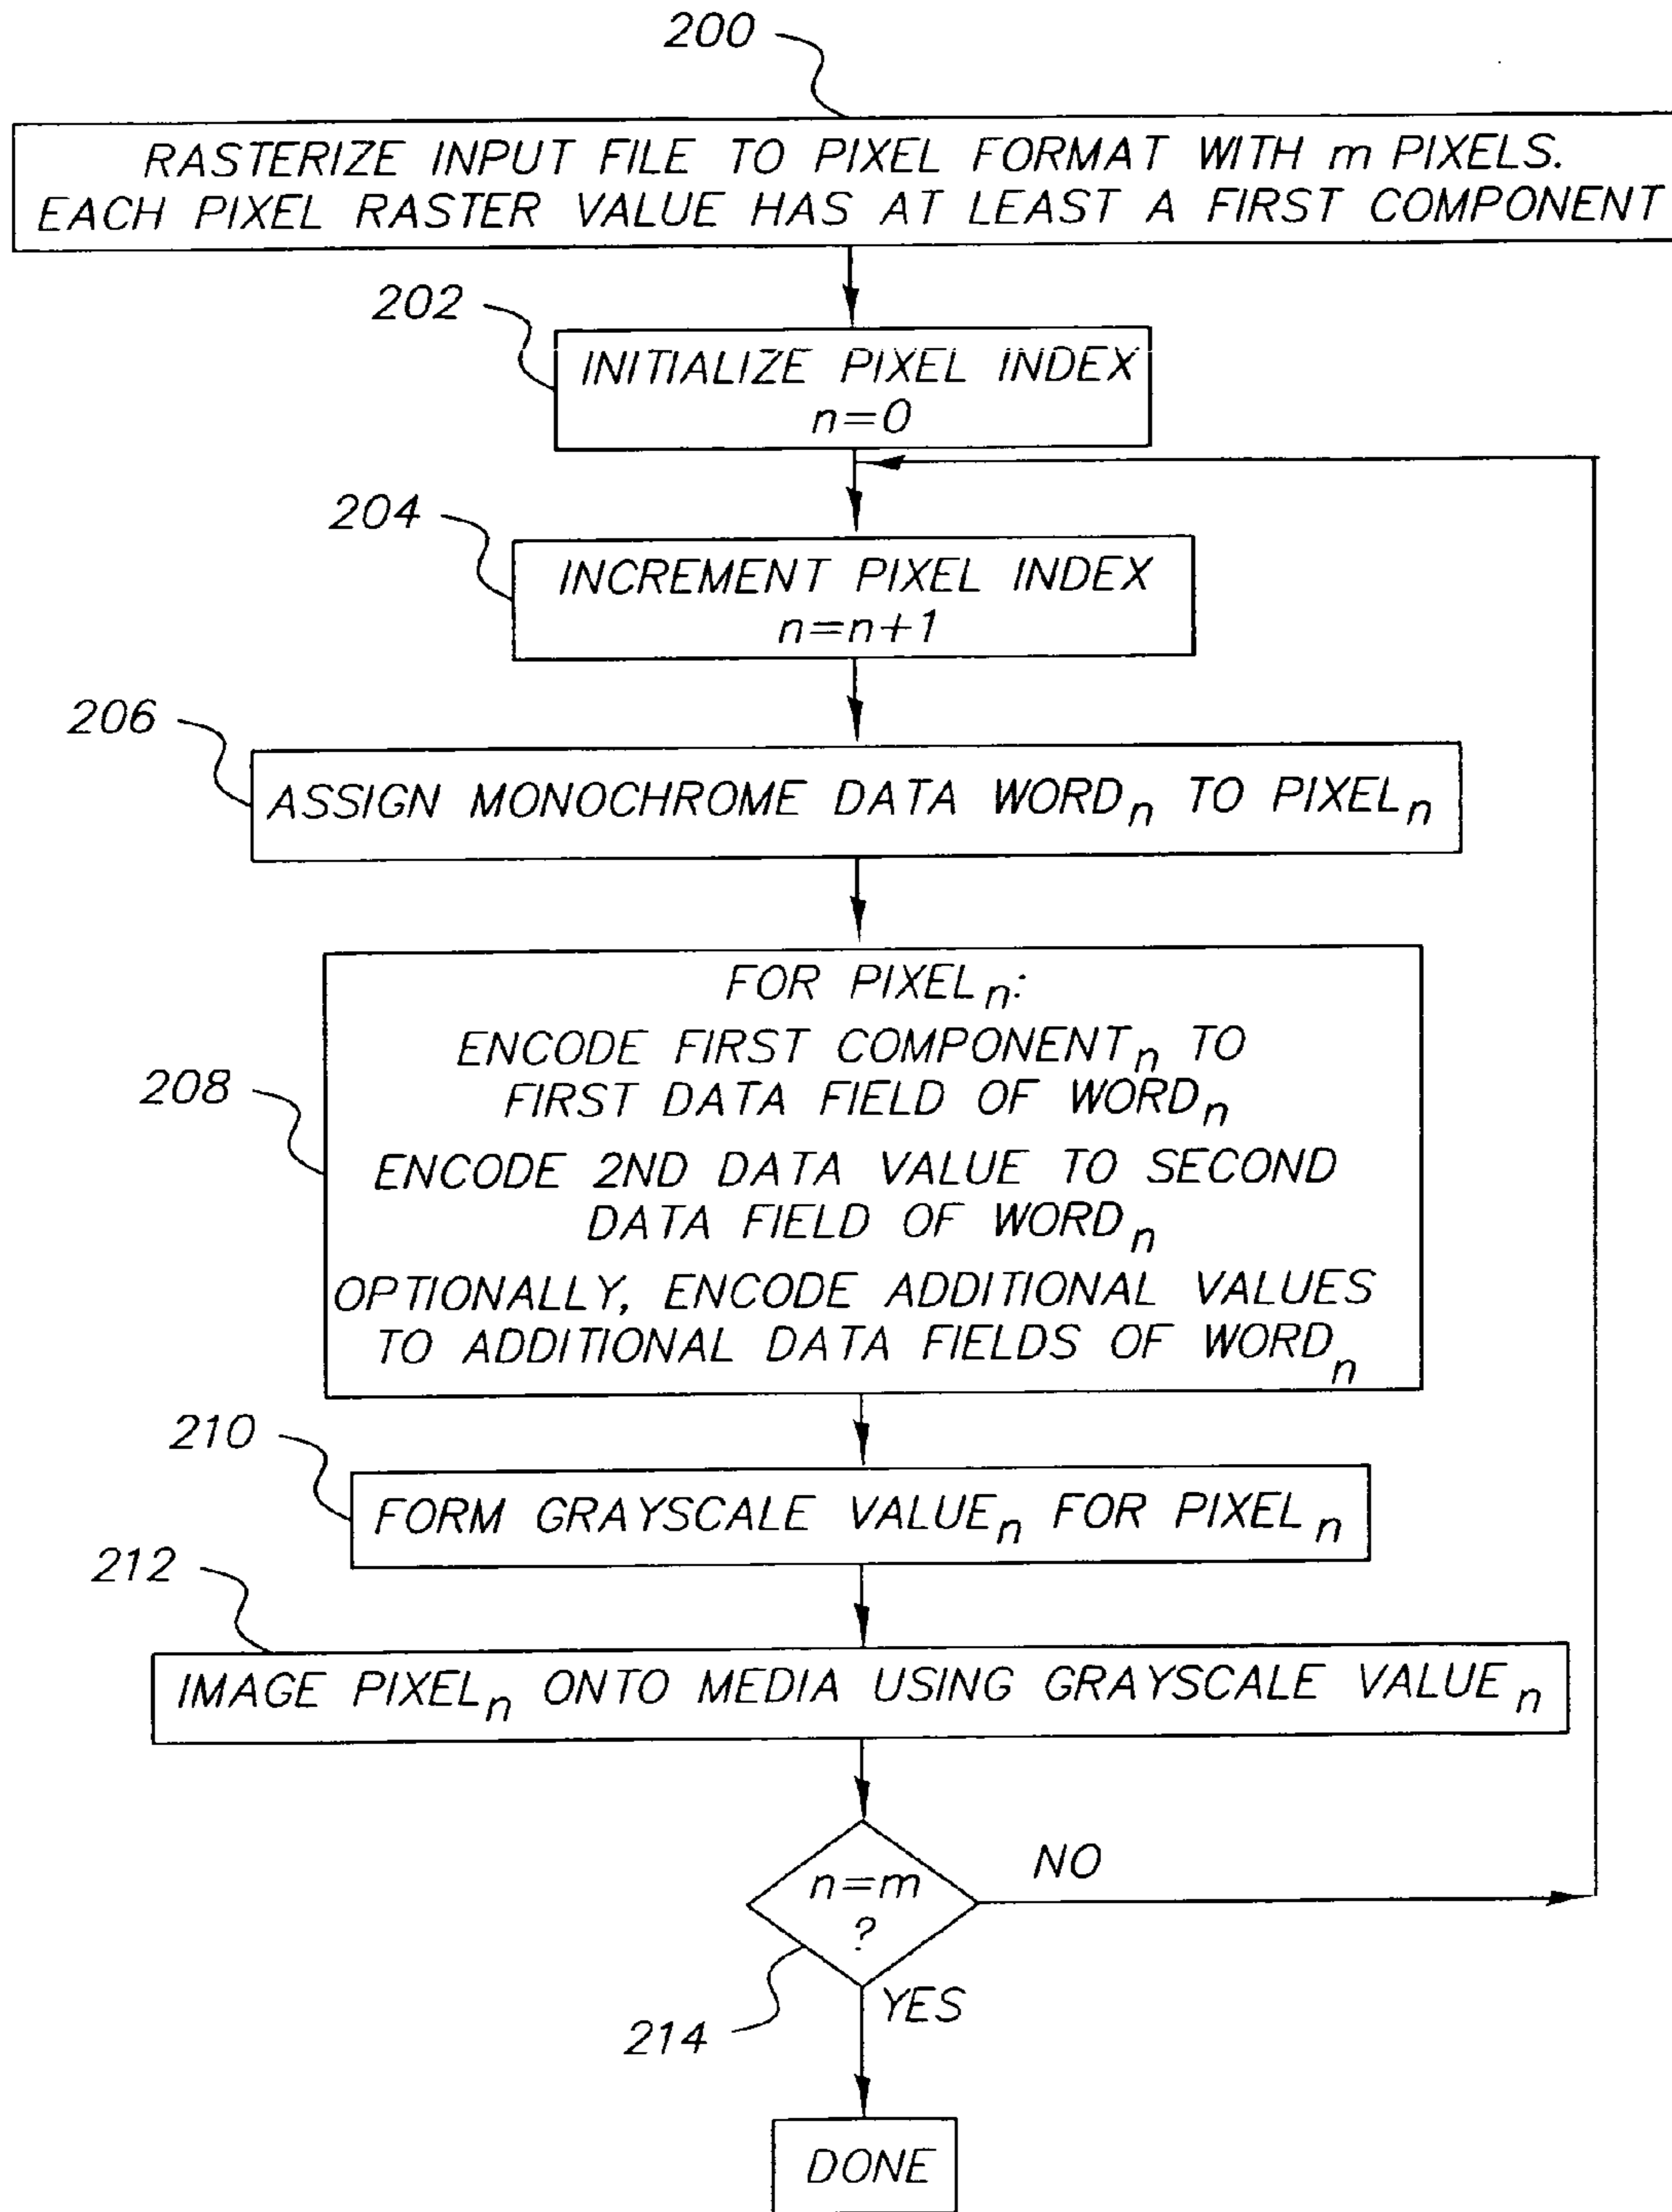 200
RASTERIZE INPUT FILE TO PIXEL FORMAT WITH m PIXELS.
EACH PIXEL RASTER VALUE HAS AT LEAST A FIRST COMPONENT
202
INITIALIZE PIXEL INDEX
n=0
204
INCREMENT PIXEL INDEX
n=n+1
206
ASSIGN MONOCHROME DATA WORDn TO PIXELn
208
FOR PIXELn:
ENCODE FIRST COMPONENTn TO
FIRST DATA FIELD OF WORDn
ENCODE 2ND DATA VALUE TO SECOND
DATA FIELD OF WORDn
OPTIONALLY, ENCODE ADDITIONAL VALUES
TO ADDITIONAL DATA FIELDS OF WORDn
210
FORM GRAYSCALE VALUEn FOR PIXELn
212
IMAGE PIXELn ONTO MEDIA USING GRAYSCALE VALUEn
n=m
?
NO
214
YES
DONE